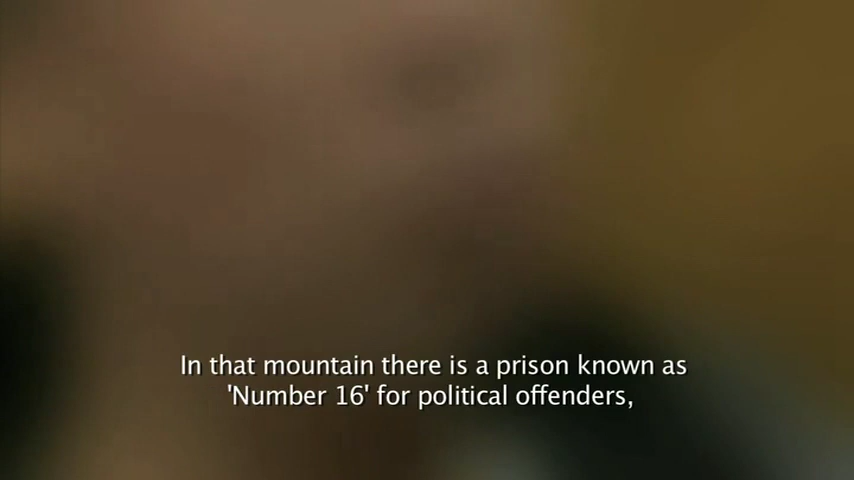 In that mountain there is a prison known as
'Number 16' for political offenders,